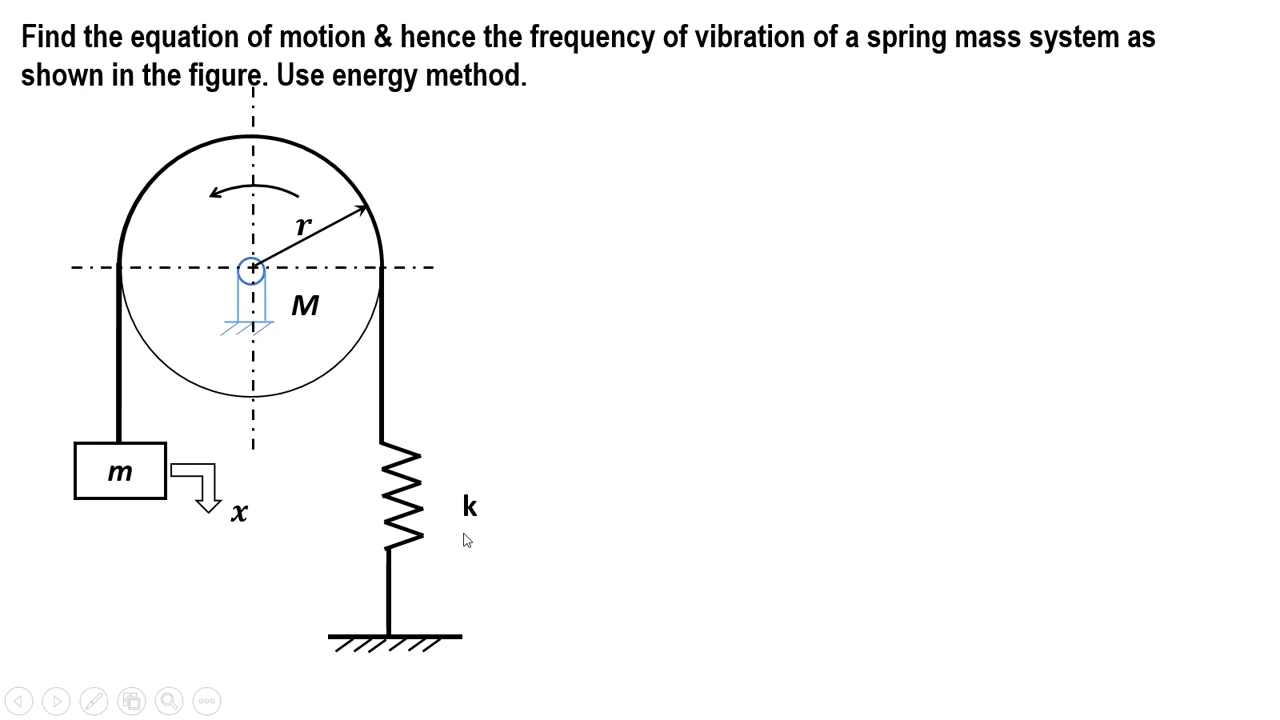 Find the equation of motion & hence the frequency of vibration of a spring mass system as
shown in the figure. Use energy method.
r
M
m
x
k